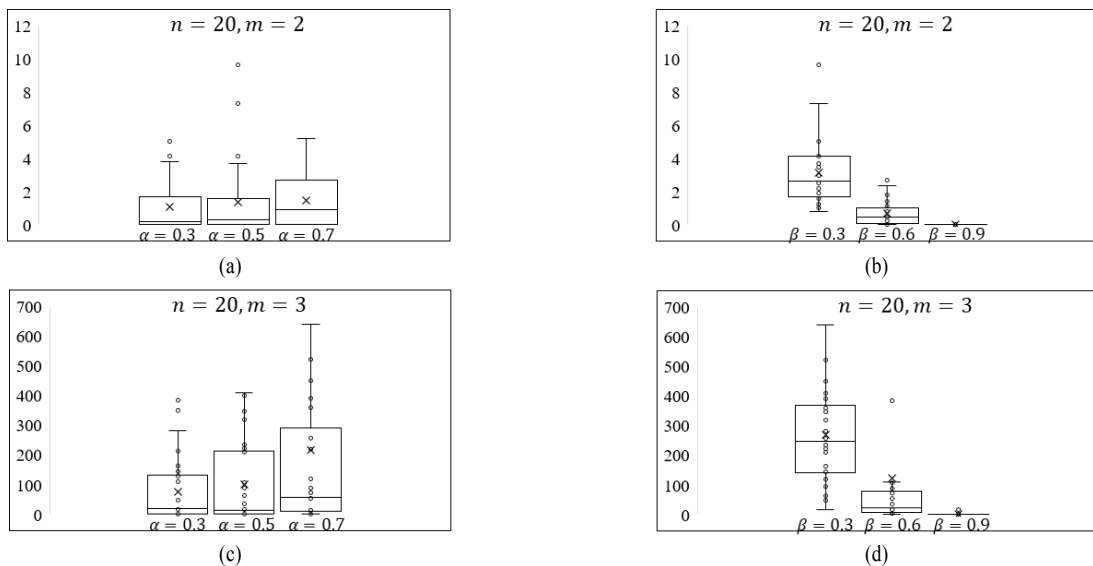 n = 20, m = 2
12
10
8
6
4
2
0
α = 0.3 α = 0.5 α = 0.7
(a)
n = 20, m = 2
12
10
8
6
4
2
0
β = 0.3 β = 0.6 β = 0.9
(b)
n = 20, m = 3
700
600
500
400
300
200
100
0
α = 0.3 α = 0.5 α = 0.7
(c)
n = 20, m = 3
700
600
500
400
300
200
100
0
β = 0.3 β = 0.6 β = 0.9
(d)